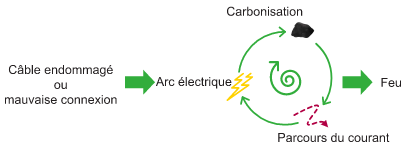 Carbonisation
Câble endommagé
ou
mauvaise connexion
Arc électrique
Feu
Parcours du courant